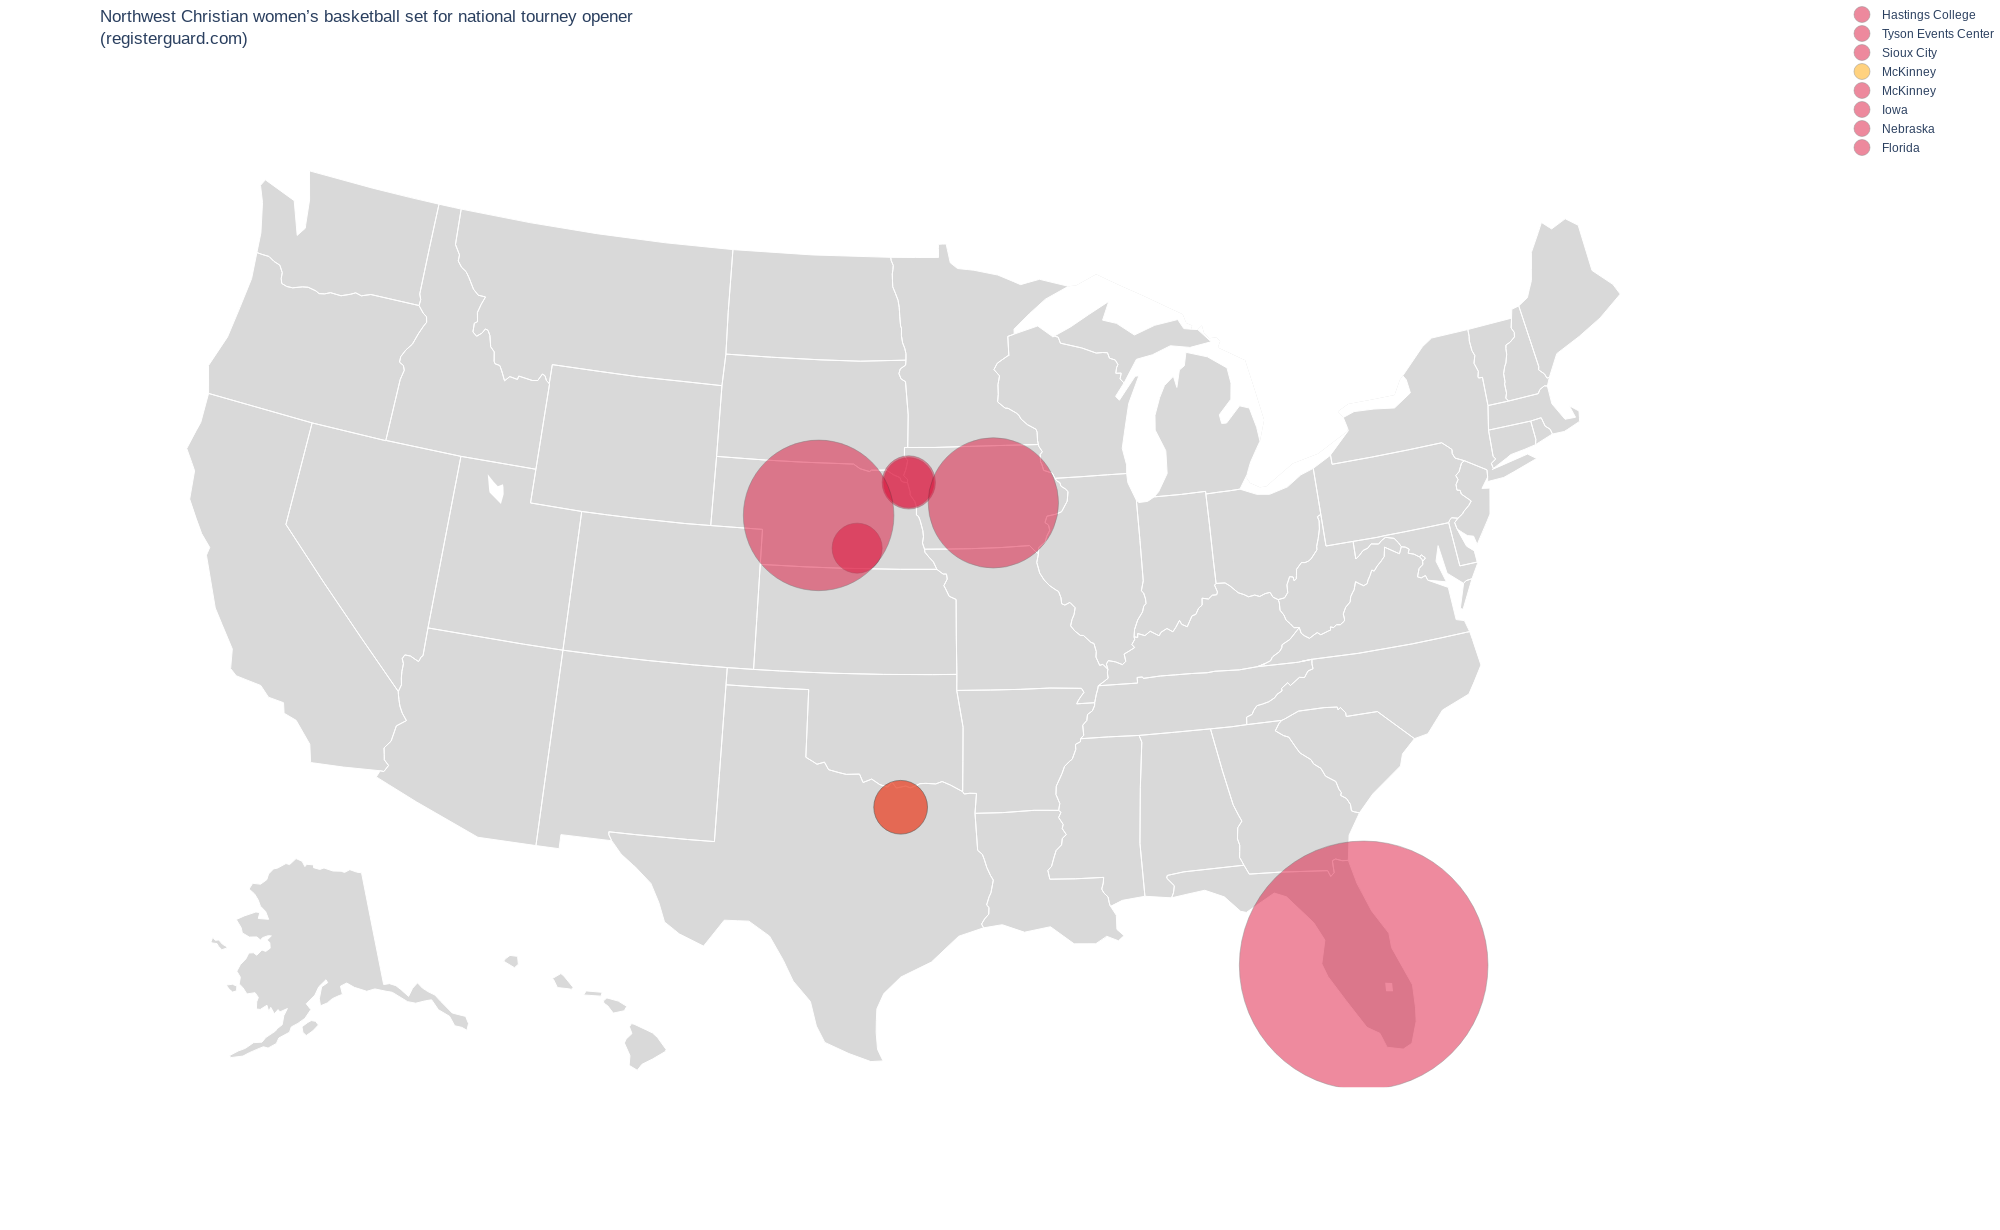 Northwest Christian women’s basketball set for national tourney opener
(registerguard.com)
Hastings College
Tyson Events Center
Sioux City
McKinney
McKinney
Iowa
Nebraska
Florida